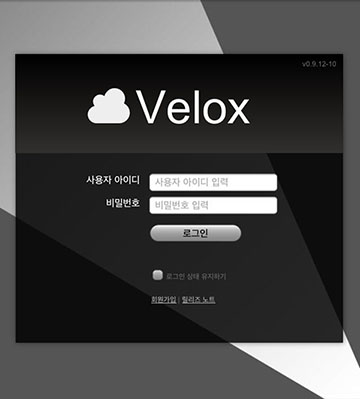 v0.9.12-10
Velox
사용자 아이디 사용자 아이디 입력
비밀번호 비밀번호 입력
로그인
로그인 상태 유지하기
회원가입 | 릴리즈 노트